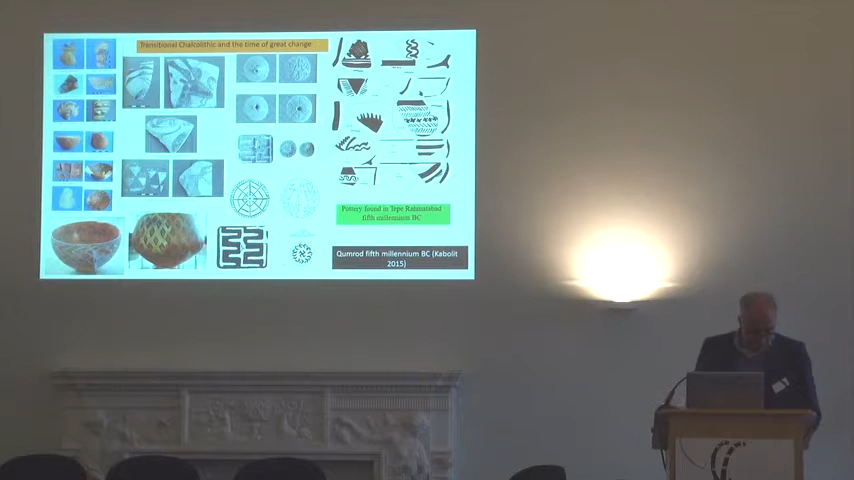 Transitional Chalcolithic and the time of great change
Pottery found in Tepe Rahmatabad
fifth millennium BC
Qumrod fifth millennium BC (Kabolit
2015)